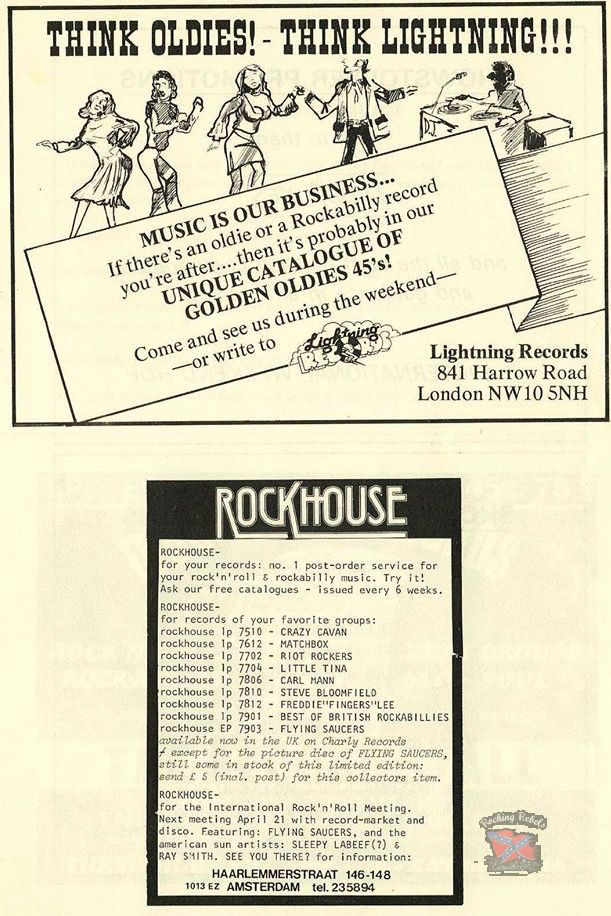 THINK OLDIES! - THINK LIGHTNING!!!
MUSIC IS OUR BUSINESS...
If there's an oldie or a Rockabilly record
you're after....then it's probably in our
UNIQUE CATALOGUE OF
GOLDEN OLDIES 45's!
Come and see us during the weekend—
—or write to
Lightning
RECORDS
Lightning Records
841 Harrow Road
London NW10 5NH
ROCKHOUSE
ROCKHOUSE-
for your records: no. 1 post-order service for
your rock'n'roll & rockabilly music. Try it!
Ask our free catalogues - issued every 6 weeks.
ROCKHOUSE-
for records of your favorite groups:
rockhouse lp 7510 - CRAZY CAVAN
rockhouse lp 7612 - MATCHBOX
rockhouse lp 7702 - RIOT ROCKERS
rockhouse lp 7704 - LITTLE TINA
rockhouse lp 7806 - CARL MANN
rockhouse lp 7810 - STEVE BLOOMFIELD
rockhouse lp 7812 - FREDDIE"FINGERS"LEE
rockhouse lp 7901 - BEST OF BRITISH ROCKABILLIES
rockhouse EP 7903 - FLYING SAUCERS
available now in the UK on Charly Records
/ except for the picture disc of FLYING SAUCERS,
still some in stock of this limited edition:
send £ 5 (incl. post) for this collectors item.
ROCKHOUSE-
for the International Rock'n'Roll Meeting.
Next meeting April 21 with record-market and
disco. Featuring: FLYING SAUCERS, and the
american sun artists: SLEEPY LABEEF(?) &
RAY SMITH. SEE YOU THERE? for information:
HAARLEMMERSTRAAT 146-148
1013 EZ AMSTERDAM tel. 235894
Rocking Rebels